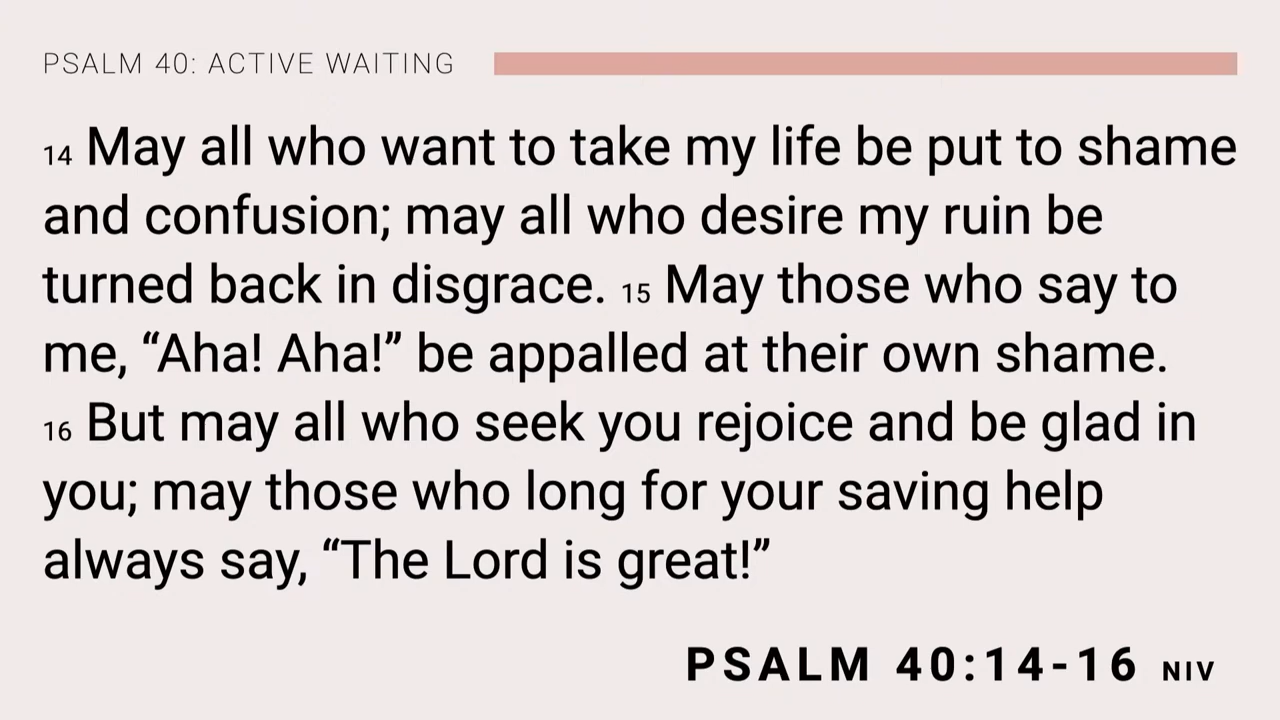 PSALM 40: ACTIVE WAITING
14 May all who want to take my life be put to shame
and confusion; may all who desire my ruin be
turned back in disgrace. 15 May those who say to
me, “Aha! Aha!” be appalled at their own shame.
16 But may all who seek you rejoice and be glad in
you; may those who long for your saving help
always say, “The Lord is great!”
PSALM 40:14-16 NIV